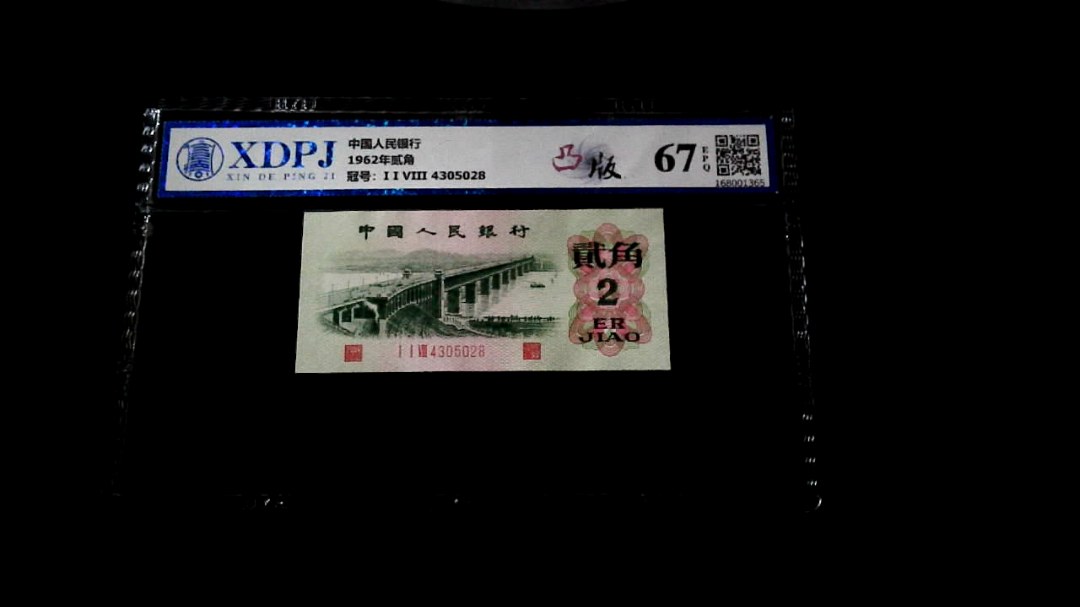 XDPJ
XIN DE PING JI
中国人民银行
1962年贰角
冠号: I I VIII 4305028
凸版
67
EPQ
168001365
中國人民銀行
貳角
2
ER
JIAO
I I VIII 4305028